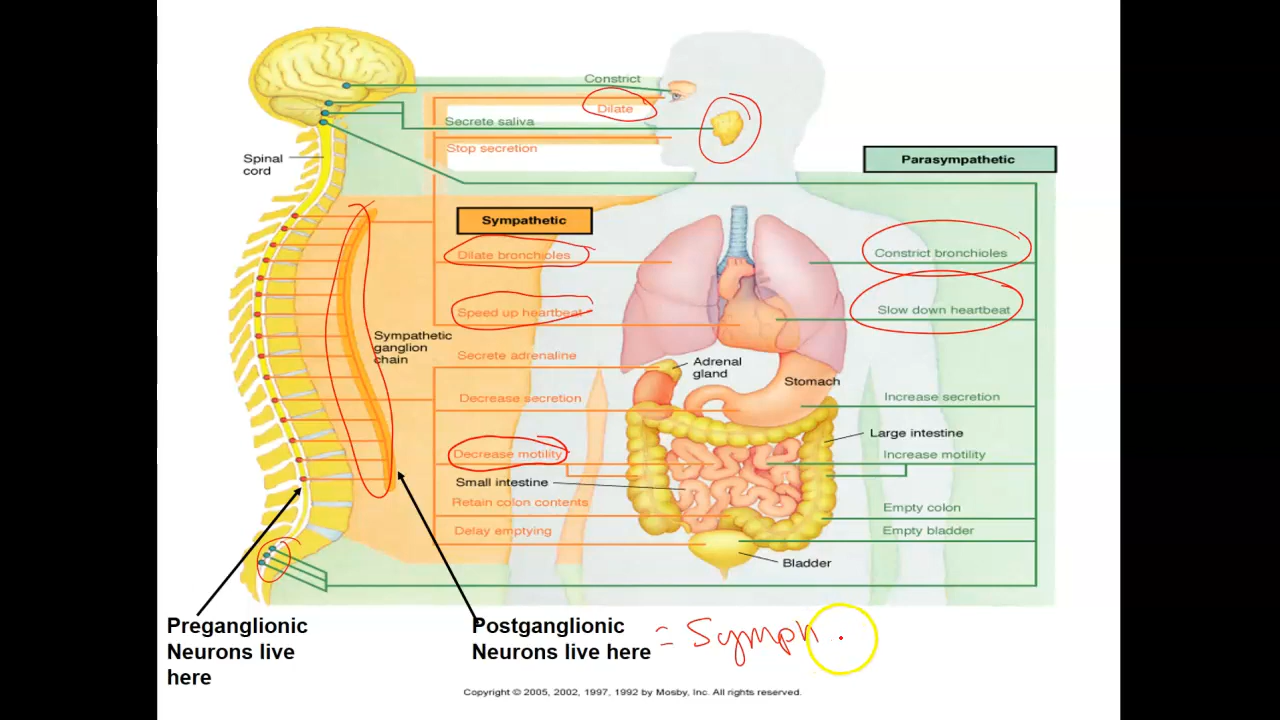 Constrict
Dilate
Secrete saliva
Stop secretion
Spinal
cord
Parasympathetic
Sympathetic
Dilate bronchioles
Constrict bronchioles
Speed up heartbeat
Slow down heartbeat
Sympathetic
ganglion
chain
Secrete adrenaline
Adrenal
gland
Stomach
Decrease secretion
Increase secretion
Large intestine
Decrease motility
Increase motility
Small intestine
Retain colon contents
Empty colon
Delay emptying
Empty bladder
Bladder
Preganglionic
Neurons live
here
Postganglionic
Neurons live here
= Symph
Copyright © 2005, 2002, 1997, 1992 by Mosby, Inc. All rights reserved.